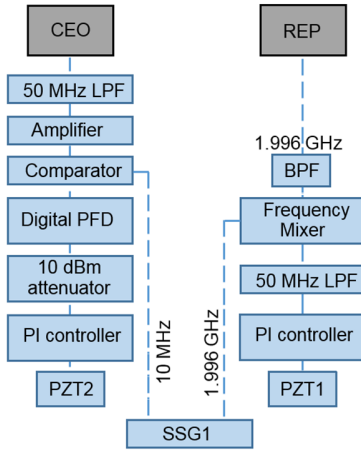 CEO
50 MHz LPF
Amplifier
Comparator
Digital PFD
10 dBm
attenuator
PI controller
PZT2
10 MHz
REP
1.996 GHz
BPF
Frequency
Mixer
50 MHz LPF
PI controller
PZT1
1.996 GHz
SSG1